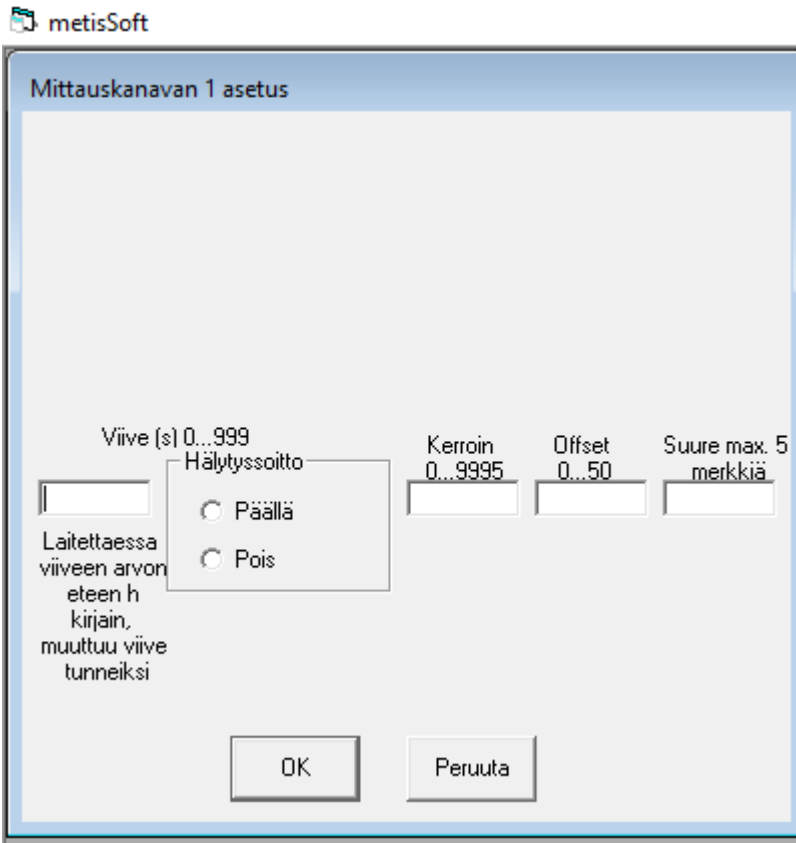 metisSoft
Mittauskanavan 1 asetus
Viive (s) 0...999
Hälytyssoitto
Päällä
Pois
Laitettaessa
viiveen arvon
eteen h
kirjain,
muuttuu viive
tunneiksi
Kerroin
0...9995
Offset
0...50
Suure max. 5
merkkiä
OK
Peruuta